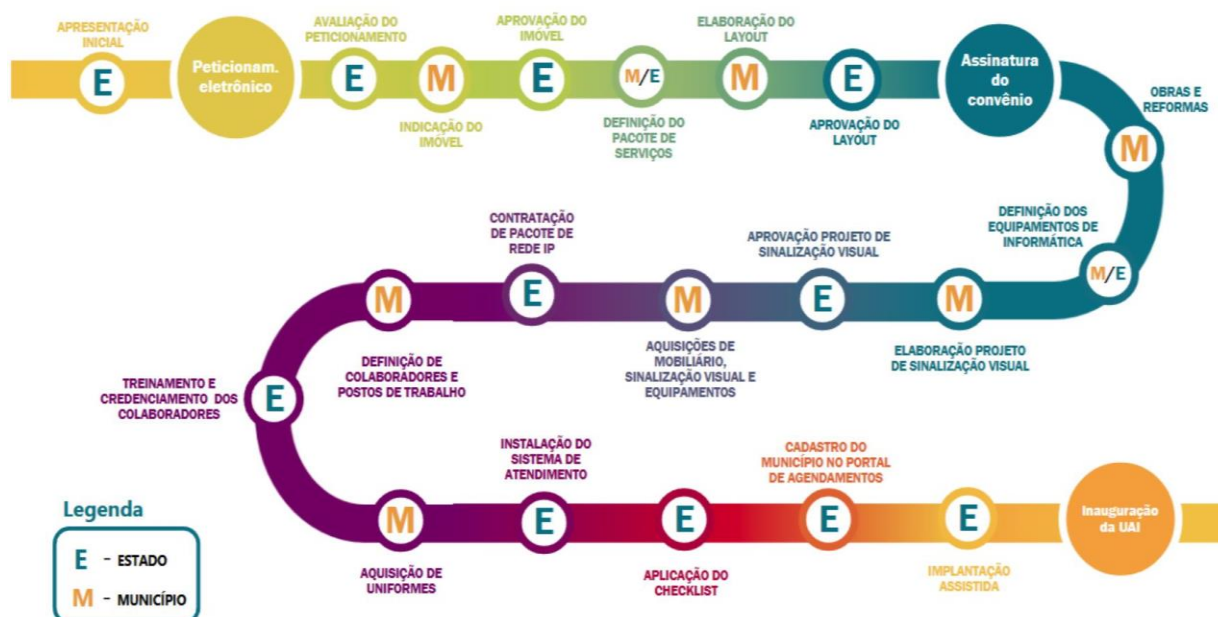 APRESENTAÇÃO
INICIAL
E
Peticionam.
eletrônico
AVALIAÇÃO DO
PETICIONAMENTO
E
M
INDICAÇÃO DO
IMÓVEL
APROVAÇÃO
DO IMÓVEL
E
M/E
DEFINIÇÃO DO
PACOTE DE
SERVIÇOS
ELABORAÇÃO DO
LAYOUT
M
E
APROVAÇÃO DO
LAYOUT
Assinatura
do
convênio
OBRAS E
REFORMAS
M
DEFINIÇÃO DOS
EQUIPAMENTOS DE
INFORMÁTICA
M/E
M
ELABORAÇÃO PROJETO
DE SINALIZAÇÃO VISUAL
APROVAÇÃO PROJETO DE
SINALIZAÇÃO VISUAL
E
M
AQUISIÇÕES DE
MOBILIÁRIO,
SINALIZAÇÃO VISUAL E
EQUIPAMENTOS
CONTRATAÇÃO
DE PACOTE DE
REDE IP
E
M
DEFINIÇÃO DE
COLABORADORES E
POSTOS DE TRABALHO
TREINAMENTO E
CREDENCIAMENTO DOS
COLABORADORES
E
M
AQUISIÇÃO DE
UNIFORMES
INSTALAÇÃO DO
SISTEMA DE
ATENDIMENTO
E
E
APLICAÇÃO DO
CHECKLIST
CADASTRO DO
MUNICÍPIO NO PORTAL
DE AGENDAMENTOS
E
E
IMPLANTAÇÃO
ASSISTIDA
Inauguração
da UAI
Legenda
E - ESTADO
M - MUNICÍPIO